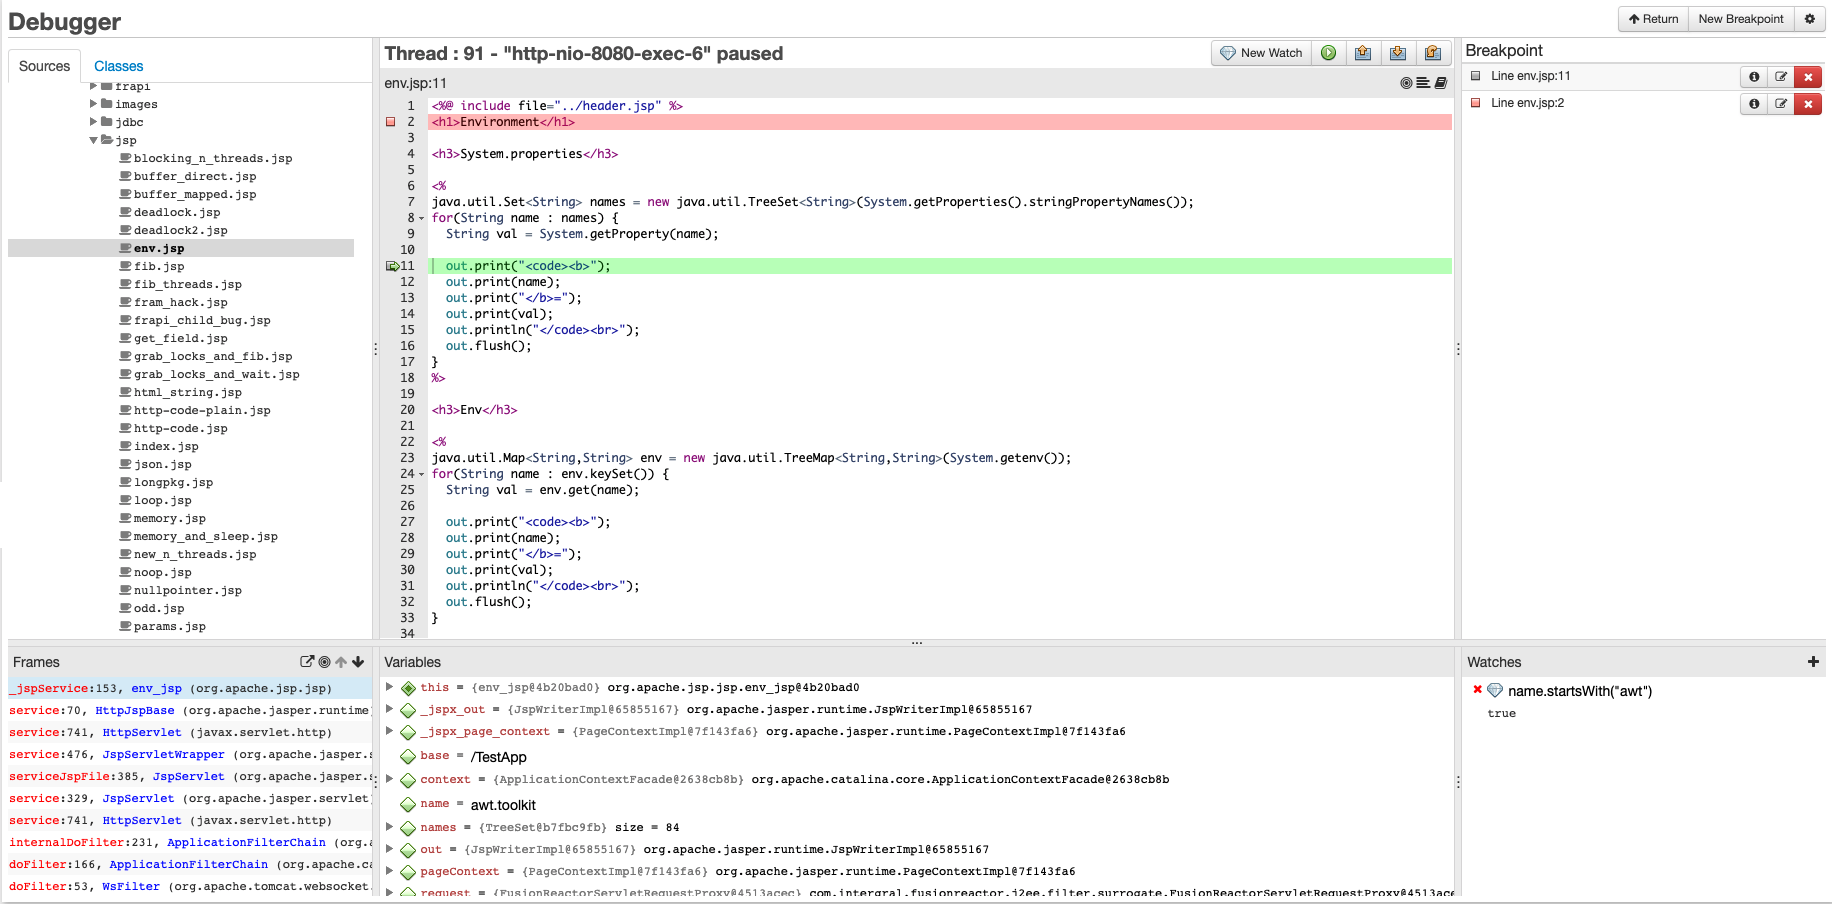 Debugger
Return
New Breakpoint
Sources
Classes
frapi
images
jdbc
jsp
blocking_n_threads.jsp
buffer_direct.jsp
buffer_mapped.jsp
deadlock.jsp
deadlock2.jsp
env.jsp
fib.jsp
fib_threads.jsp
fram_hack.jsp
frapi_child_bug.jsp
get_field.jsp
grab_locks_and_fib.jsp
grab_locks_and_wait.jsp
html_string.jsp
http-code-plain.jsp
http-code.jsp
index.jsp
json.jsp
longpkg.jsp
loop.jsp
memory.jsp
memory_and_sleep.jsp
new_n_threads.jsp
noop.jsp
nullpointer.jsp
odd.jsp
params.jsp
Thread : 91 - "http-nio-8080-exec-6" paused
New Watch
env.jsp:11
1 <%@ include file="../header.jsp" %>
2 <h1>Environment</h1>
3
4 <h3>System.properties</h3>
5
6 <%
7 java.util.Set<String> names = new java.util.TreeSet<String>(System.getProperties().stringPropertyNames());
8 for(String name : names) {
9 String val = System.getProperty(name);
10
11 out.print("<code><b>");
12 out.print(name);
13 out.print("</b>=");
14 out.print(val);
15 out.println("</code><br>");
16 out.flush();
17 }
18 %>
19
20 <h3>Env</h3>
21
22 <%
23 java.util.Map<String,String> env = new java.util.TreeMap<String,String>(System.getenv());
24 for(String name : env.keySet()) {
25 String val = env.get(name);
26
27 out.print("<code><b>");
28 out.print(name);
29 out.print("</b>=");
30 out.print(val);
31 out.println("</code><br>");
32 out.flush();
33 }
34
Breakpoint
Line env.jsp:11
Line env.jsp:2
Frames
_jspService:153, env_jsp (org.apache.jsp.jsp)
service:70, HttpJspBase (org.apache.jasper.runtime
service:741, HttpServlet (javax.servlet.http)
service:476, JspServletWrapper (org.apache.jasper.s
serviceJspFile:385, JspServlet (org.apache.jasper.s
service:329, JspServlet (org.apache.jasper.servlet
service:741, HttpServlet (javax.servlet.http)
internalDoFilter:231, ApplicationFilterChain (org.a
doFilter:166, ApplicationFilterChain (org.apache.ca
doFilter:53, WsFilter (org.apache.tomcat.websocket.
Variables
this = {env_jsp@4b20bad0} org.apache.jsp.jsp.env_jsp@4b20bad0
_jspx_out = {JspWriterImpl@65855167} org.apache.jasper.runtime.JspWriterImpl@65855167
_jspx_page_context = {PageContextImpl@7f143fa6} org.apache.jasper.runtime.PageContextImpl@7f143fa6
base = /TestApp
context = {ApplicationContextFacade@2638cb8b} org.apache.catalina.core.ApplicationContextFacade@2638cb8b
name = awt.toolkit
names = {TreeSet@b7fbc9fb} size = 84
out = {JspWriterImpl@65855167} org.apache.jasper.runtime.JspWriterImpl@65855167
pageContext = {PageContextImpl@7f143fa6} org.apache.jasper.runtime.PageContextImpl@7f143fa6
request = {FusionReactorServletRequestProxy@4513acec} com.intergral.fusionreactor.j2ee.filter.surrogate.FusionReactorServletRequestProxy@4513ace
Watches
name.startsWith("awt")
true